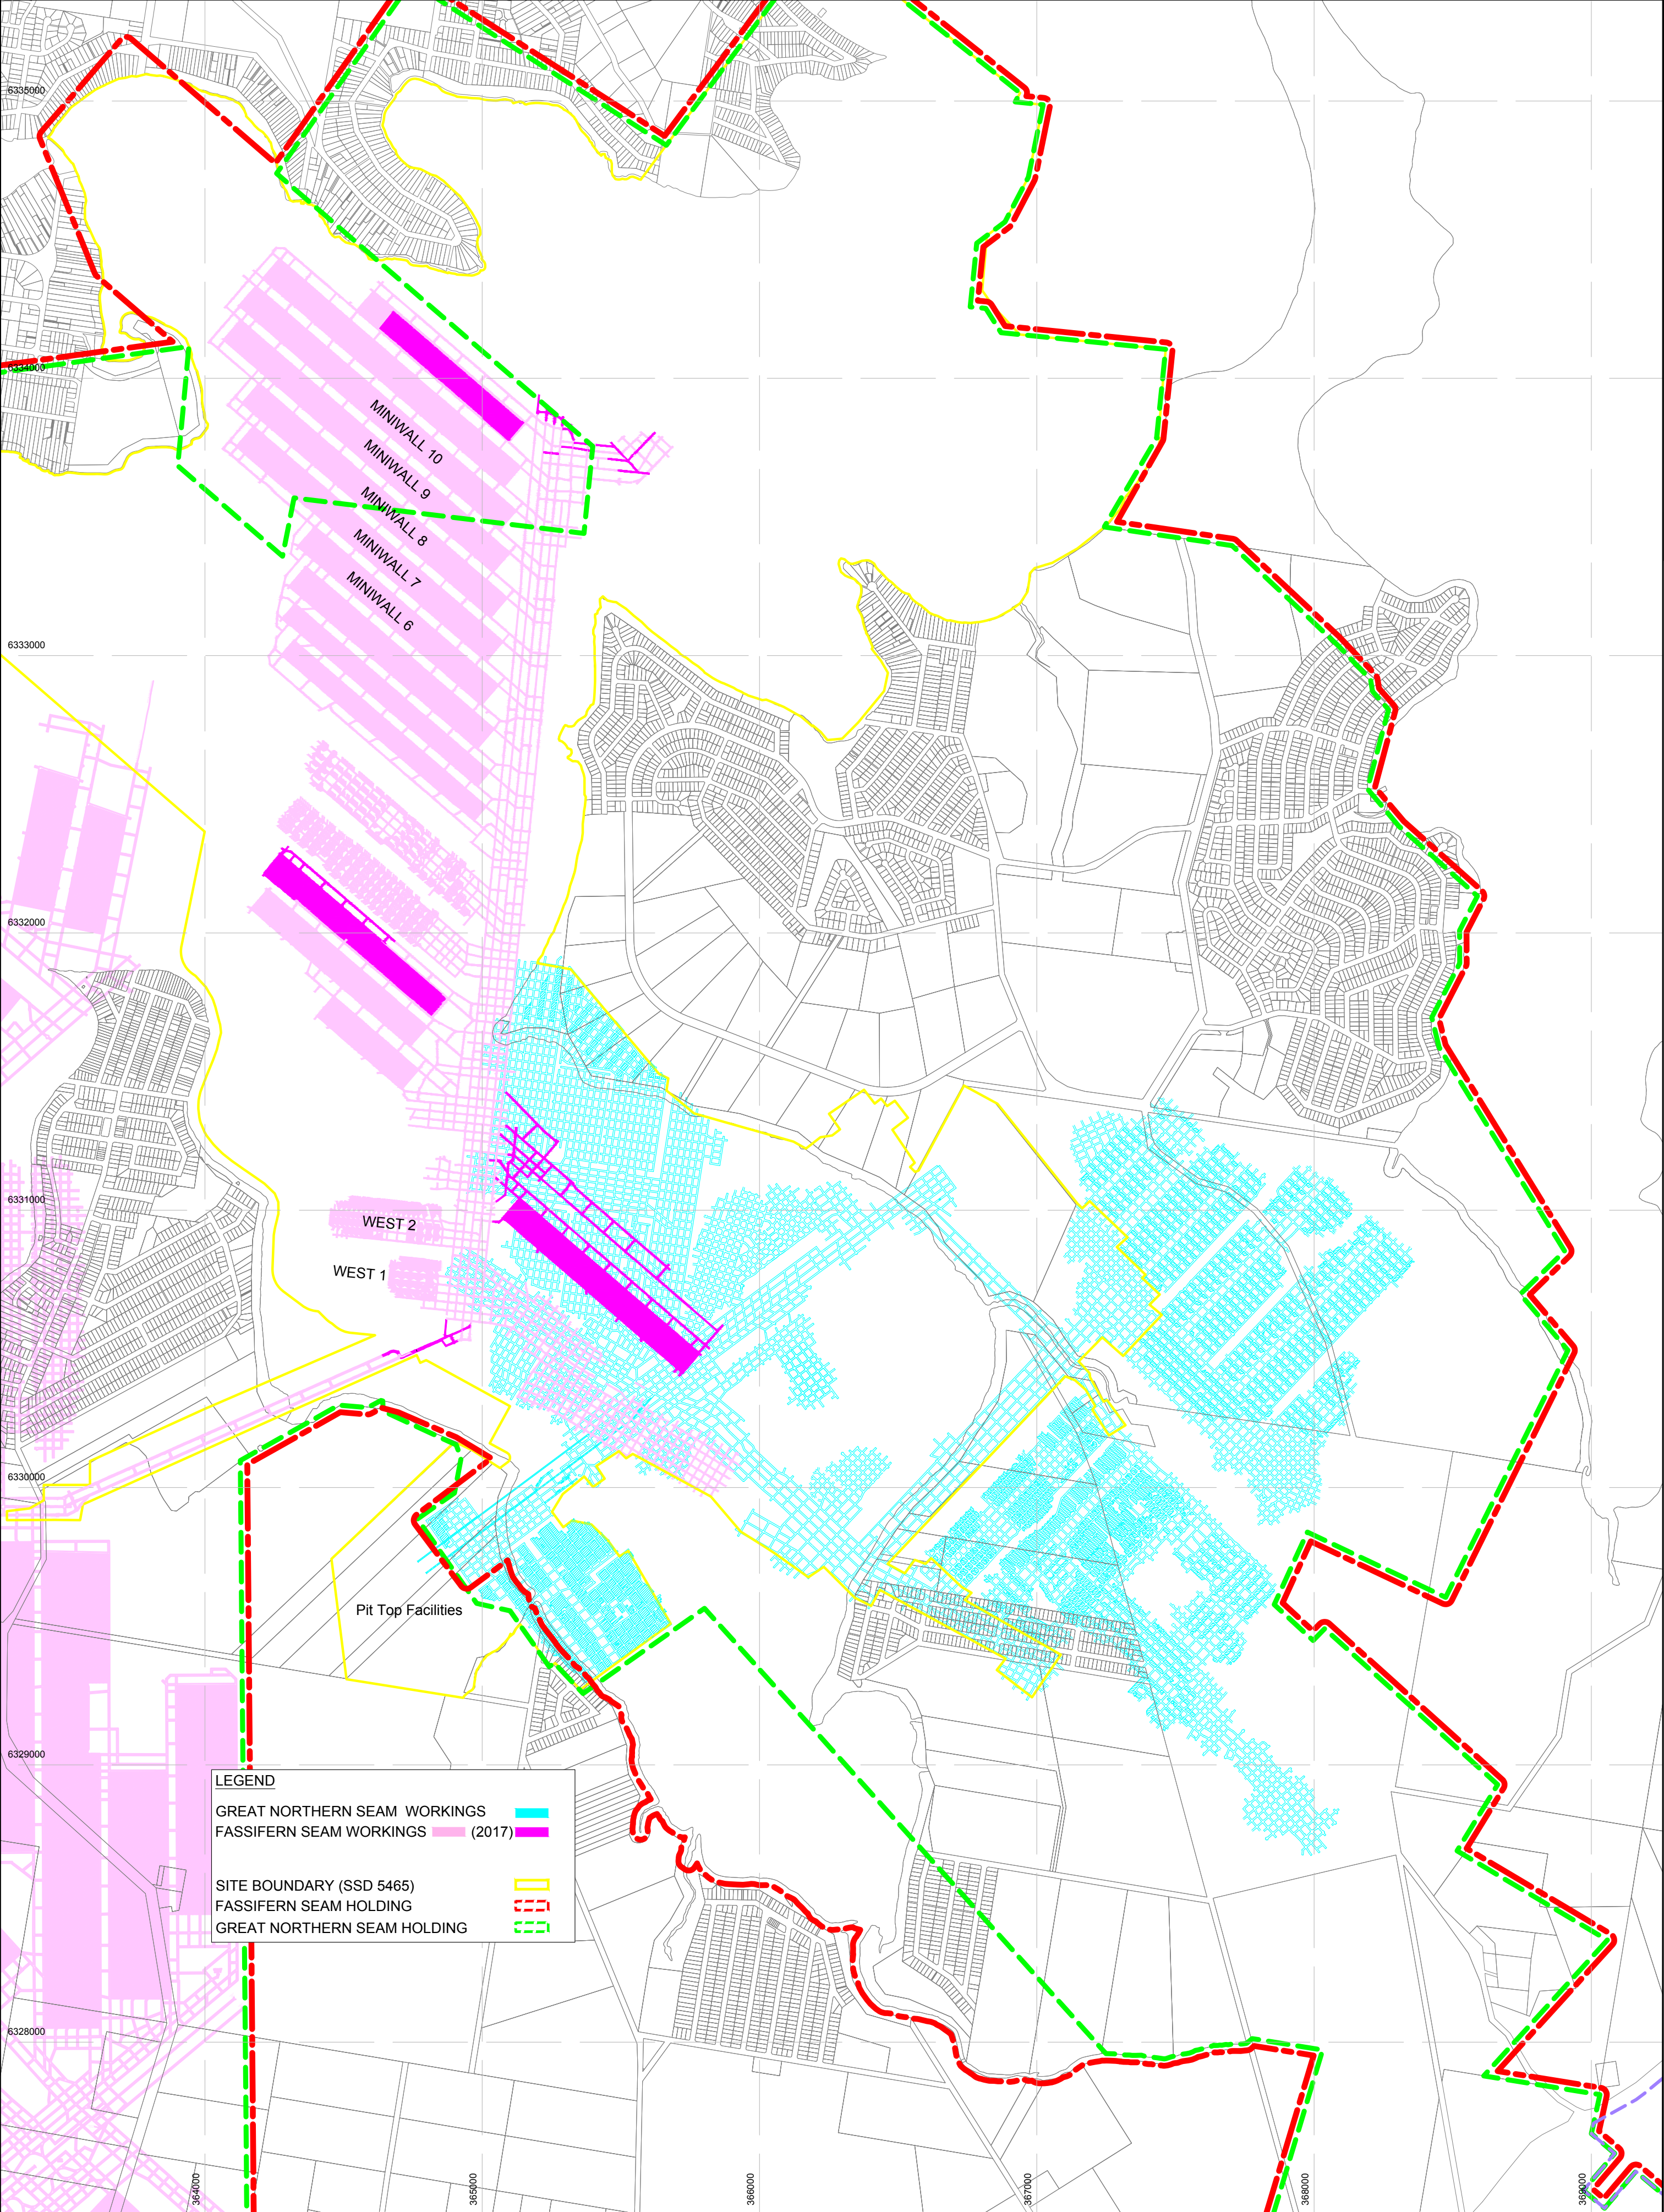 6335000
6334000
MINIWALL 10
MINIWALL 9
MINIWALL 8
MINIWALL 7
MINIWALL 6
6333000
6332000
6331000
WEST 2
WEST 1
6330000
Pit Top Facilities
6329000
LEGEND
GREAT NORTHERN SEAM WORKINGS
FASSIFERN SEAM WORKINGS (2017)
SITE BOUNDARY (SSD 5465)
FASSIFERN SEAM HOLDING
GREAT NORTHERN SEAM HOLDING
6328000
364000
365000
366000
367000
368000
369000